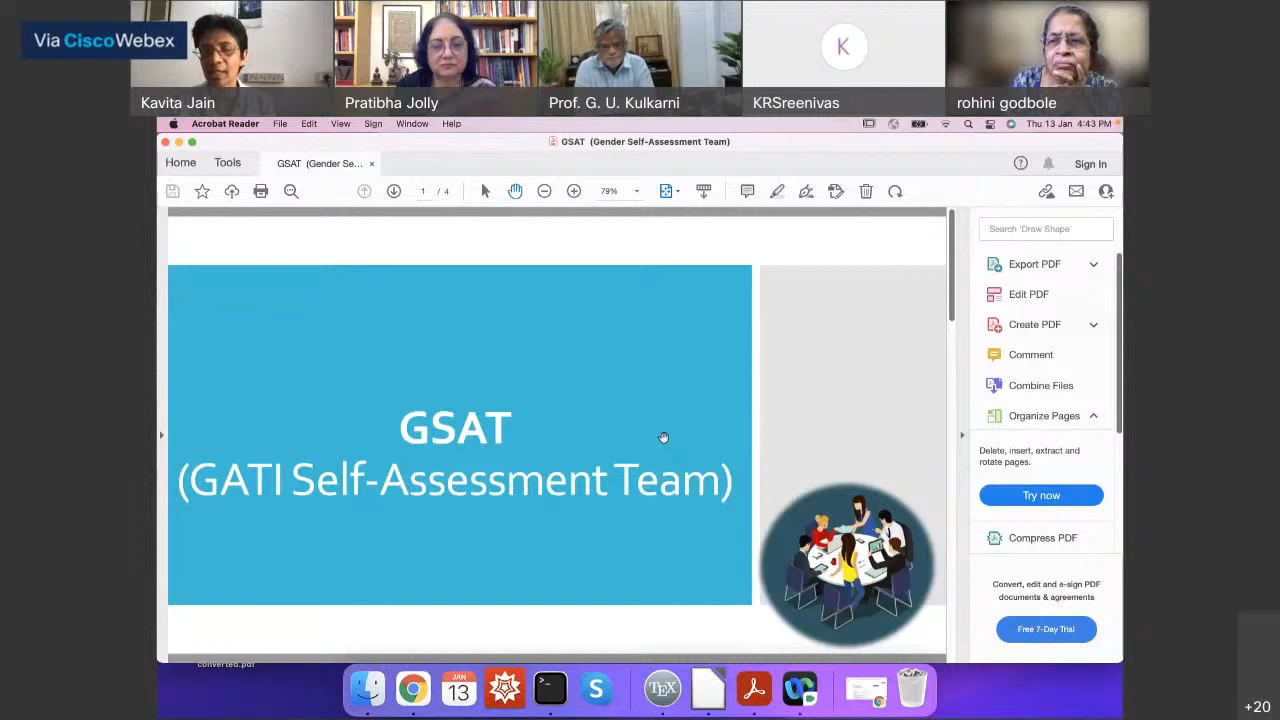 Via Cisco Webex
K
Kavita Jain
Pratibha Jolly
Prof. G. U. Kulkarni
KRSreenivas
rohini godbole
Acrobat Reader File Edit View Sign Window Help
Thu 13 Jan 4:43 PM
GSAT (Gender Self-Assessment Team)
Home Tools GSAT (Gender Se... × Sign In
1 / 4 79%
Search 'Draw Shape'
Export PDF
Edit PDF
Create PDF
Comment
Combine Files
Organize Pages
Delete, insert, extract and
rotate pages.
Try now
Compress PDF
Convert, edit and e-sign PDF
documents & agreements
Free 7-Day Trial
GSAT
(GATI Self-Assessment Team)
converted.pdf
JAN
13
TEX
+20